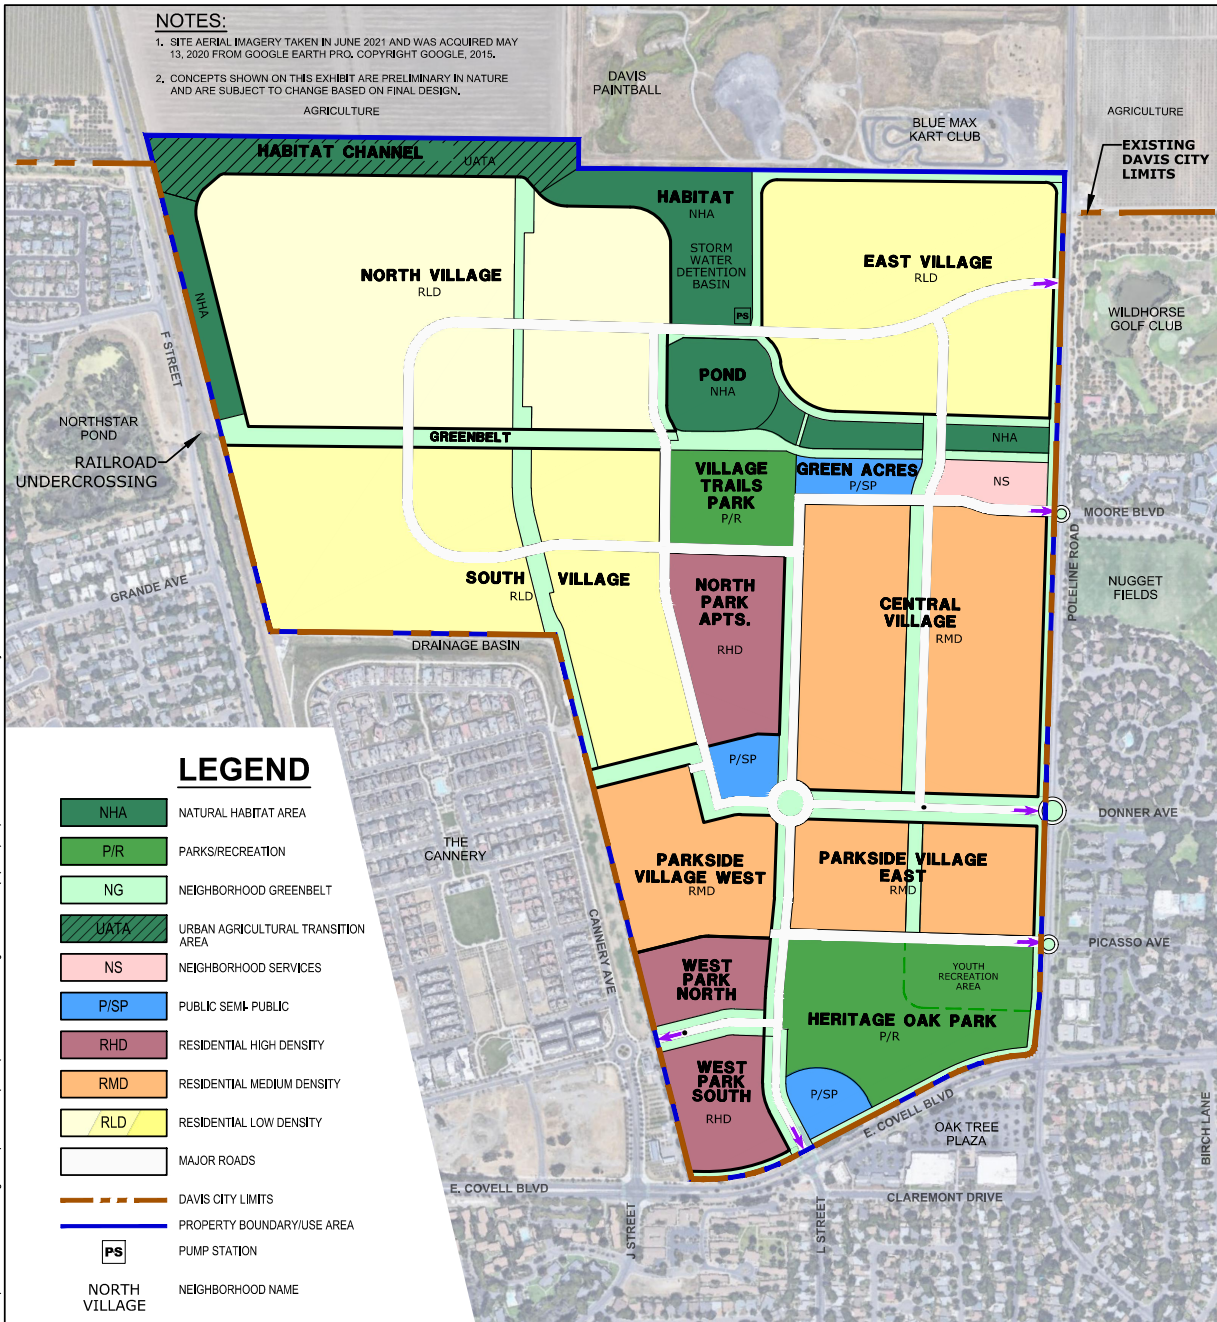 NOTES:
1. SITE AERIAL IMAGERY TAKEN IN JUNE 2021 AND WAS ACQUIRED MAY
13, 2020 FROM GOOGLE EARTH PRO. COPYRIGHT GOOGLE, 2015.
2. CONCEPTS SHOWN ON THIS EXHIBIT ARE PRELIMINARY IN NATURE
AND ARE SUBJECT TO CHANGE BASED ON FINAL DESIGN.
AGRICULTURE
DAVIS
PAINTBALL
BLUE MAX
KART CLUB
AGRICULTURE
EXISTING
DAVIS CITY
LIMITS
HABITAT CHANNEL
UATA
HABITAT
NHA
STORM
WATER
DETENTION
BASIN
PS
NORTH VILLAGE
RLD
EAST VILLAGE
RLD
NHA
F STREET
WILDHORSE
GOLF CLUB
POND
NHA
NORTHSTAR
POND
RAILROAD
UNDERCROSSING
GREENBELT
NHA
VILLAGE
TRAILS
PARK
P/R
GREEN ACRES
P/SP
NS
MOORE BLVD
POLELINE ROAD
GRANDE AVE
SOUTH VILLAGE
RLD
NORTH
PARK
APTS.
RHD
CENTRAL
VILLAGE
RMD
NUGGET
FIELDS
DRAINAGE BASIN
P/SP
DONNER AVE
THE
CANNERY
CANNERY AVE
PARKSIDE
VILLAGE WEST
RMD
PARKSIDE VILLAGE
EAST
RMD
PICASSO AVE
WEST
PARK
NORTH
YOUTH
RECREATION
AREA
HERITAGE OAK PARK
P/R
WEST
PARK
SOUTH
RHD
P/SP
E. COVELL BLVD
OAK TREE
PLAZA
BIRCH LANE
E. COVELL BLVD
CLAREMONT DRIVE
J STREET
L STREET
LEGEND
NHA NATURAL HABITAT AREA
P/R PARKS/RECREATION
NG NEIGHBORHOOD GREENBELT
UATA URBAN AGRICULTURAL TRANSITION
AREA
NS NEIGHBORHOOD SERVICES
P/SP PUBLIC SEMI-PUBLIC
RHD RESIDENTIAL HIGH DENSITY
RMD RESIDENTIAL MEDIUM DENSITY
RLD RESIDENTIAL LOW DENSITY
MAJOR ROADS
DAVIS CITY LIMITS
PROPERTY BOUNDARY/USE AREA
PS PUMP STATION
NORTH
VILLAGE NEIGHBORHOOD NAME